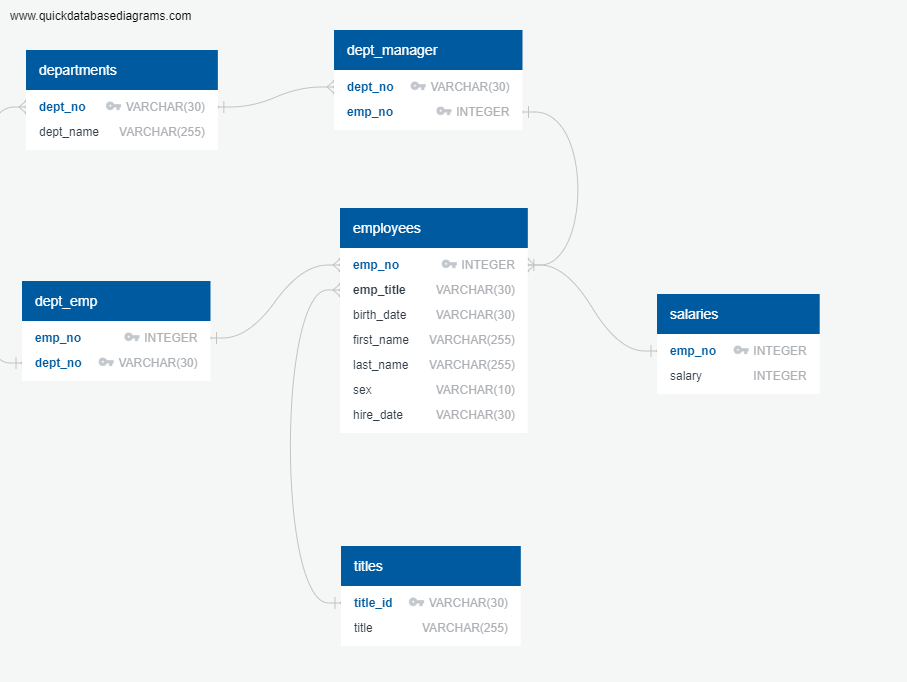 www.quickdatabasediagrams.com
departments
dept_no VARCHAR(30)
dept_name VARCHAR(255)
dept_manager
dept_no VARCHAR(30)
emp_no INTEGER
employees
emp_no INTEGER
emp_title VARCHAR(30)
birth_date VARCHAR(30)
first_name VARCHAR(255)
last_name VARCHAR(255)
sex VARCHAR(10)
hire_date VARCHAR(30)
dept_emp
emp_no INTEGER
dept_no VARCHAR(30)
salaries
emp_no INTEGER
salary INTEGER
titles
title_id VARCHAR(30)
title VARCHAR(255)